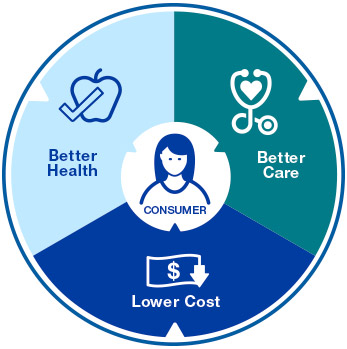 Better
Health
Better
Care
CONSUMER
$
Lower Cost